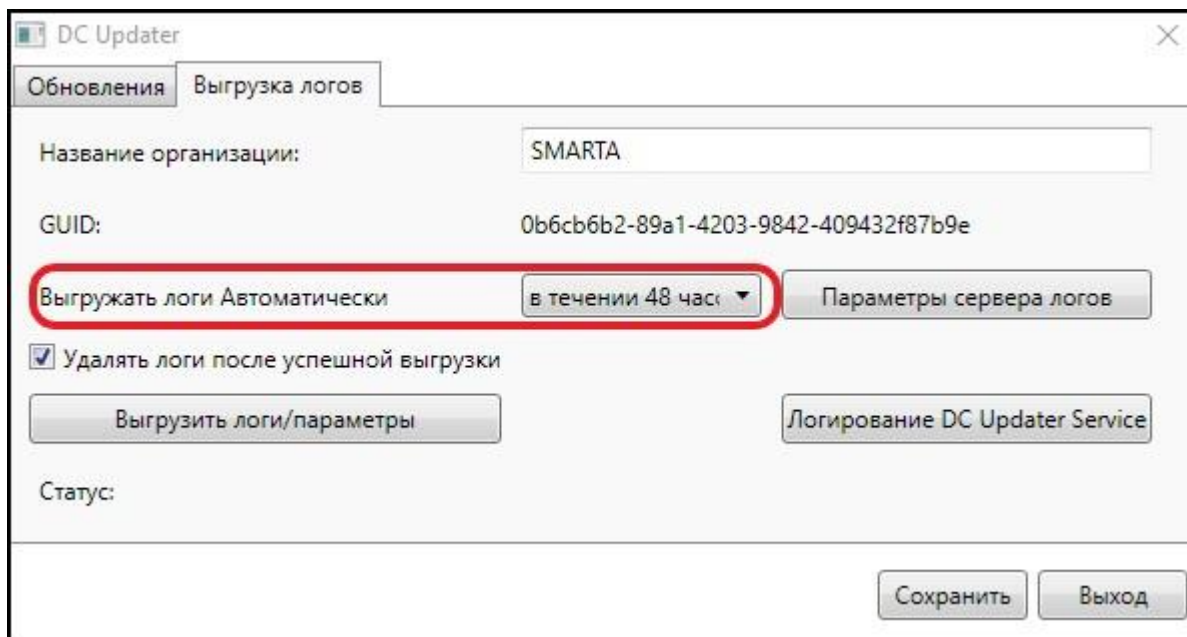 DC Updater
Обновления Выгрузка логов
Название организации: SMARTA
GUID: 0b6cb6b2-89a1-4203-9842-409432f87b9e
Выгружать логи Автоматически в течении 48 час Параметры сервера логов
Удалять логи после успешной выгрузки
Выгрузить логи/параметры Логирование DC Updater Service
Статус:
Сохранить Выход